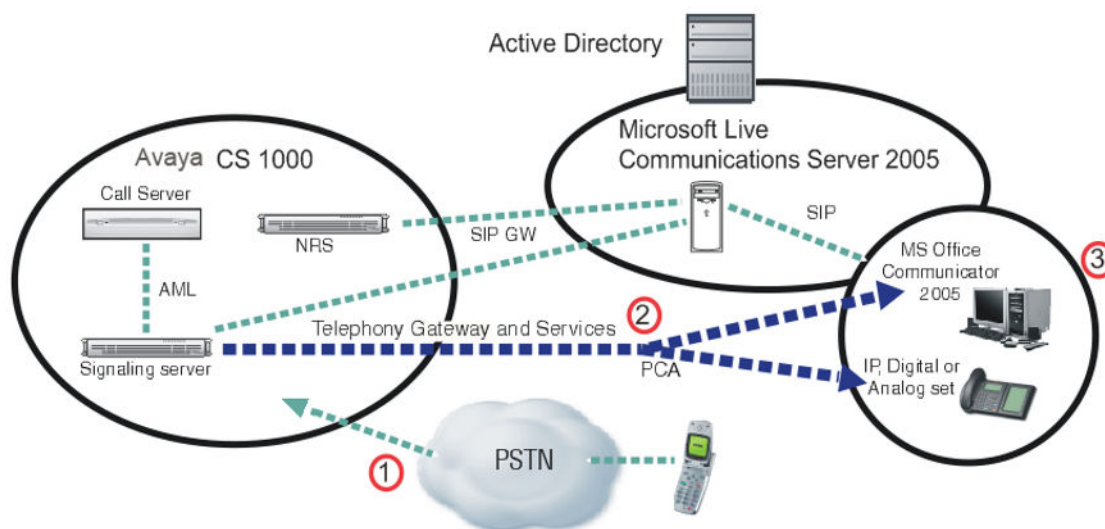 Active Directory
Microsoft Live
Communications Server 2005
Avaya CS 1000
Call Server
NRS
SIP GW
SIP
AML
MS Office
Communicator
2005
3
Telephony Gateway and Services
2
Signaling server
PCA
IP, Digital or
Analog set
1
PSTN